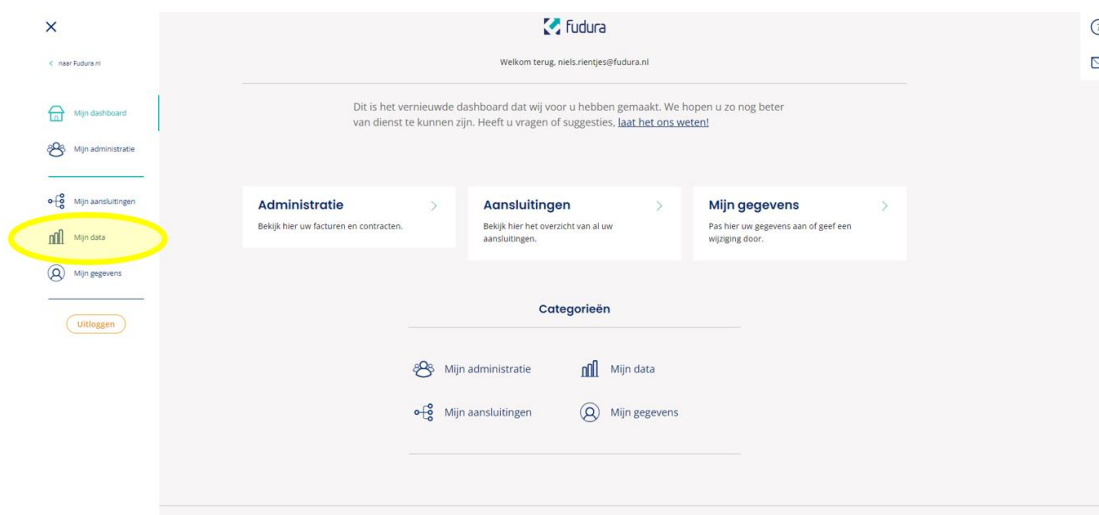 naar Fudura.nl
Mijn dashboard
Mijn administratie
Mijn aansluitingen
Mijn data
Mijn gegevens
Uitloggen
fudura
Welkom terug, niels.rientjes@fudura.nl
Dit is het vernieuwde dashboard dat wij voor u hebben gemaakt. We hopen u zo nog beter
van dienst te kunnen zijn. Heeft u vragen of suggesties, laat het ons weten!
Administratie
Bekijk hier uw facturen en contracten.
Aansluitingen
Bekijk hier het overzicht van al uw
aansluitingen.
Mijn gegevens
Pas hier uw gegevens aan of geef een
wijziging door.
Categorieën
Mijn administratie
Mijn data
Mijn aansluitingen
Mijn gegevens